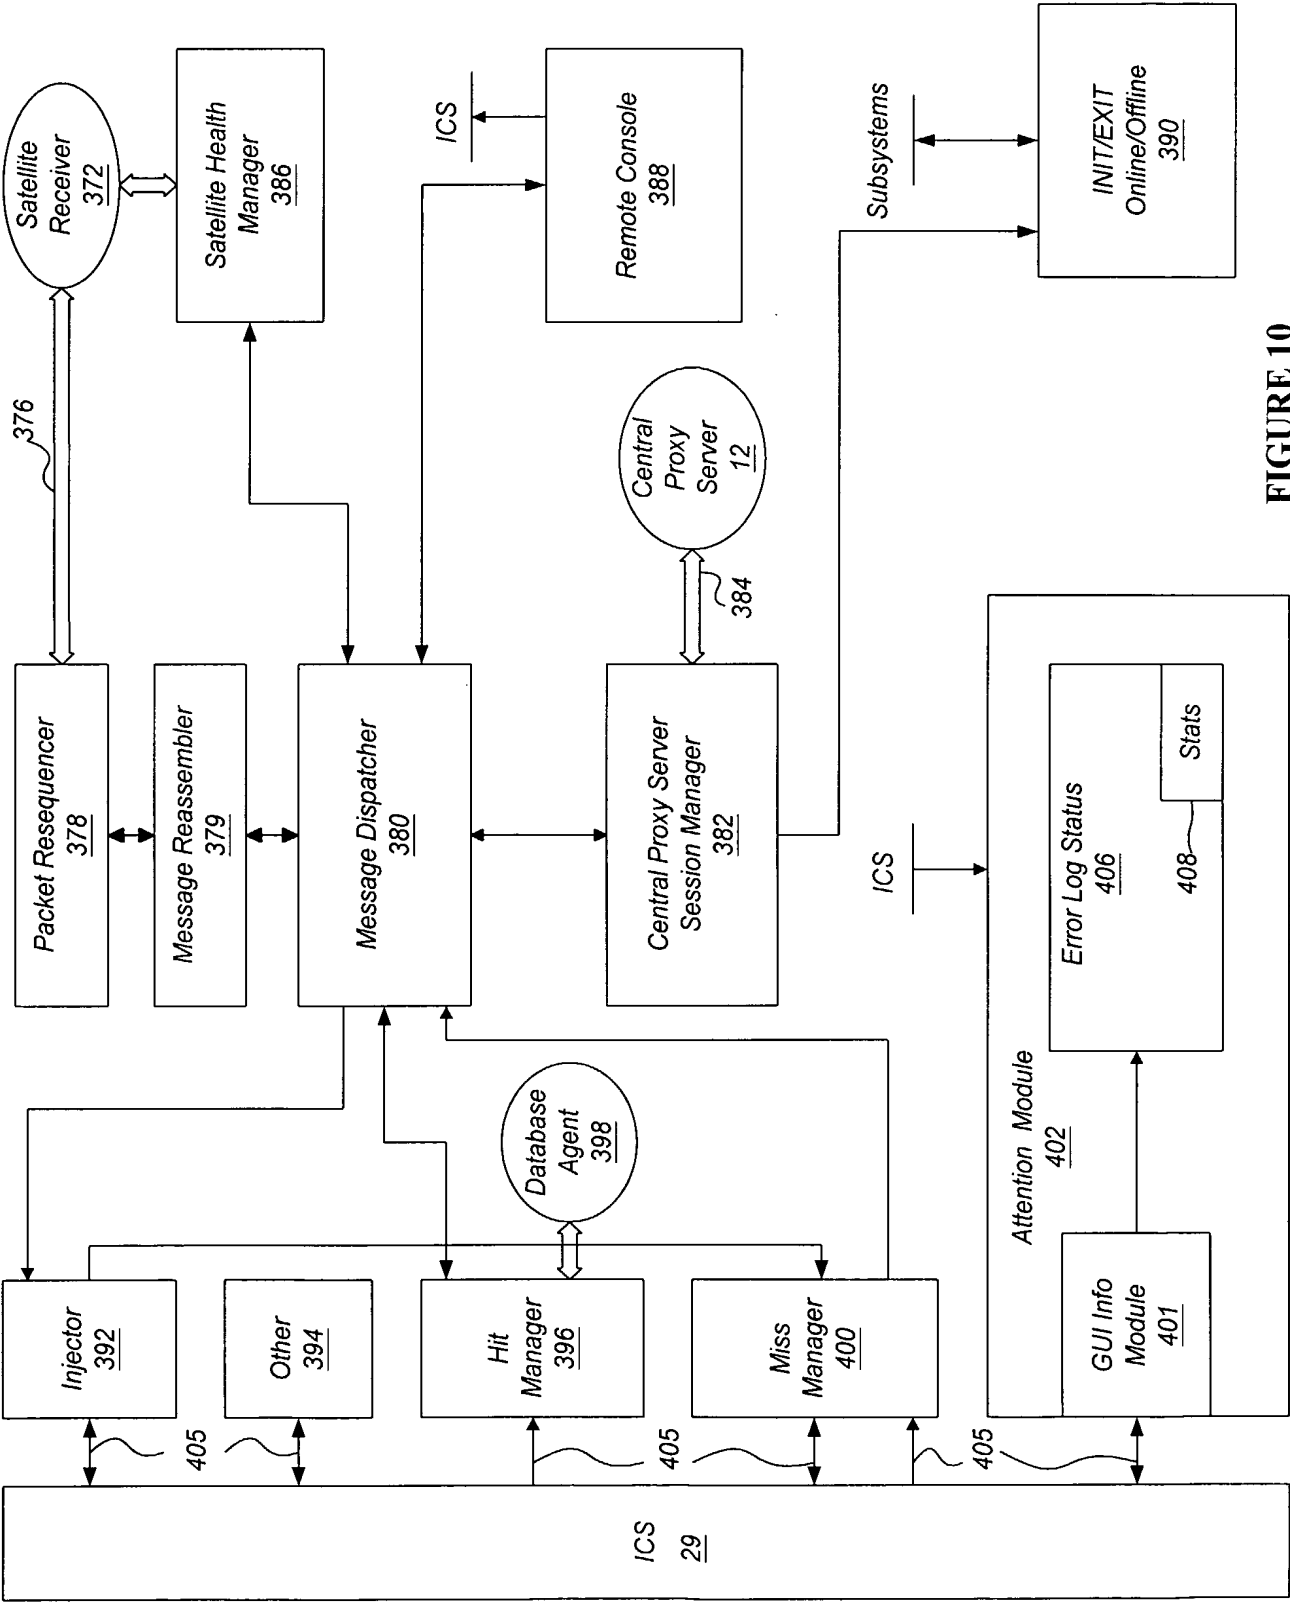 Satellite
Receiver
372
376
Packet Resequencer
378
Message Reassembler
379
Satellite Health
Manager
386
Injector
392
Other
394
405
Message Dispatcher
380
ICS
Remote Console
388
Hit
Manager
396
Database
Agent
398
405
Central Proxy Server
Session Manager
382
384
Central
Proxy
Server
12
ICS
29
Miss
Manager
400
405
Subsystems
INIT/EXIT
Online/Offline
390
ICS
Attention Module
402
GUI Info
Module
401
Error Log Status
406
408
Stats
FIGURE 10